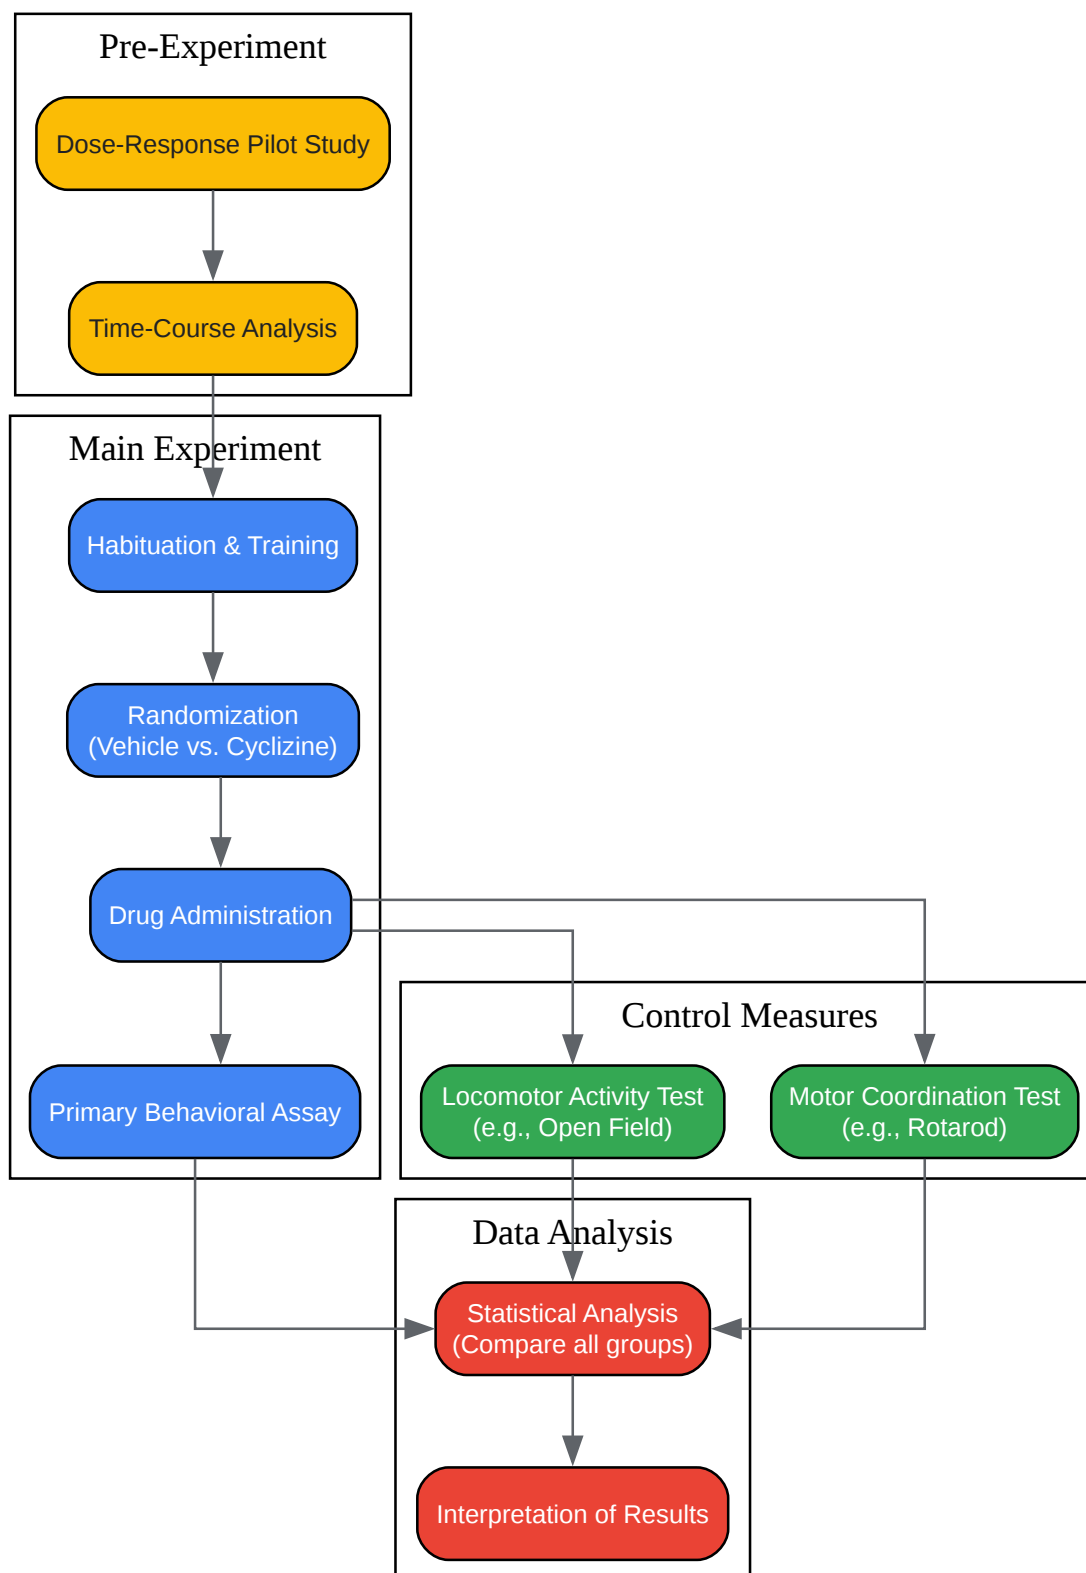 Pre-Experiment
Dose-Response Pilot Study
Time-Course Analysis
Main Experiment
Habituation & Training
Randomization
(Vehicle vs. Cyclizine)
Drug Administration
Primary Behavioral Assay
Control Measures
Locomotor Activity Test
(e.g., Open Field)
Motor Coordination Test
(e.g., Rotarod)
Data Analysis
Statistical Analysis
(Compare all groups)
Interpretation of Results